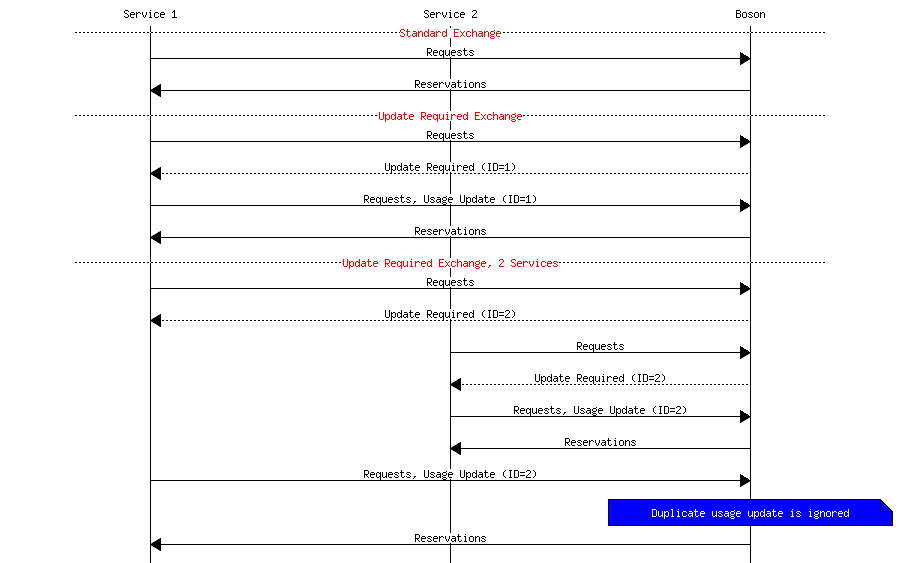 Service 1 Service 2 Boson
Standard Exchange
Requests
Reservations
Update Required Exchange
Requests
Update Required (ID=1)
Requests, Usage Update (ID=1)
Reservations
Update Required Exchange, 2 Services
Requests
Update Required (ID=2)
Requests
Update Required (ID=2)
Requests, Usage Update (ID=2)
Reservations
Requests, Usage Update (ID=2)
Duplicate usage update is ignored
Reservations